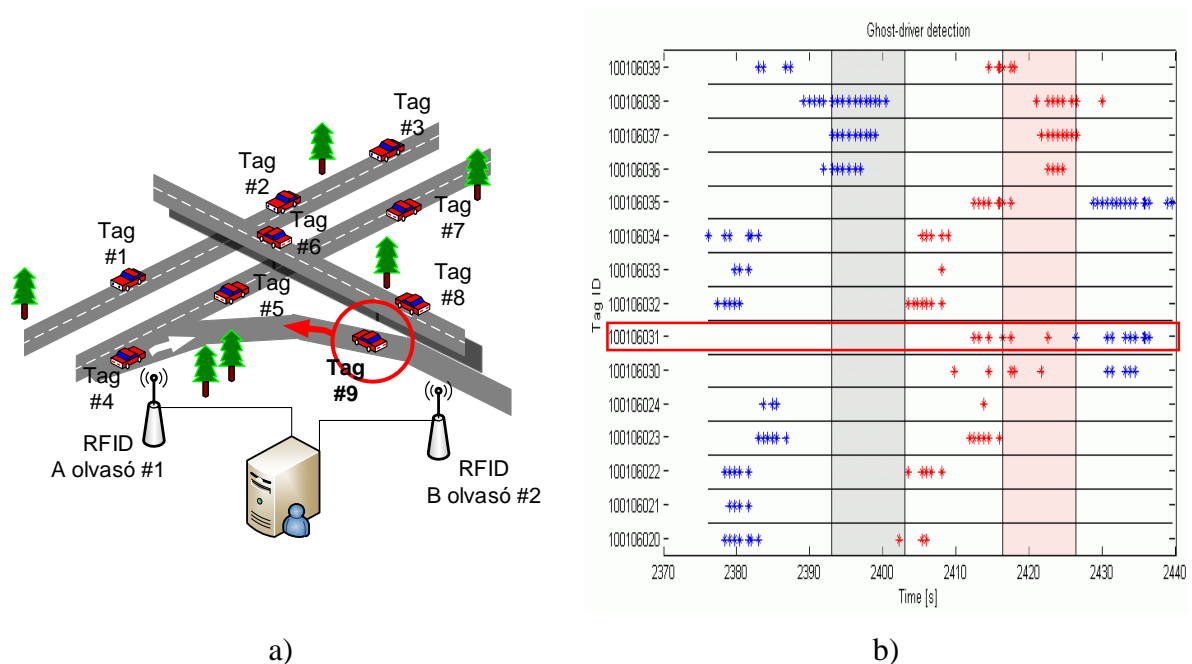 Tag
#3
Tag
#2
Tag
#6
Tag
#7
Tag
#1
Tag
#5
Tag
#8
Tag
#4
Tag
#9
RFID
A olvasó #1
RFID
B olvasó #2
a)
Ghost-driver detection
Tag ID
100106039
100106038
100106037
100106036
100106035
100106034
100106033
100106032
100106031
100106030
100106024
100106023
100106022
100106021
100106020
2370 2380 2390 2400 2410 2420 2430 2440
Time [s]
b)